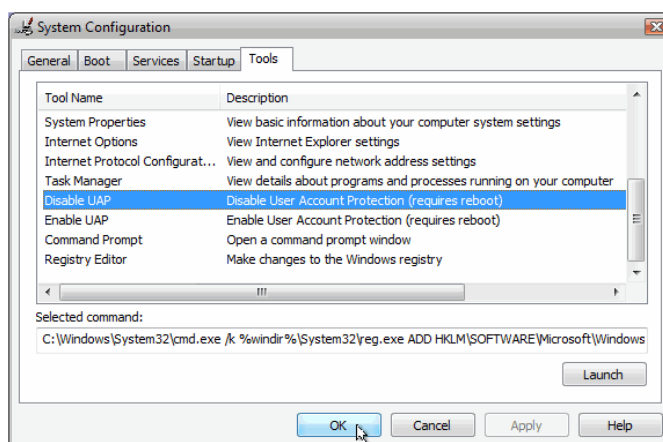 System Configuration
General Boot Services Startup Tools
Tool Name Description
System Properties View basic information about your computer system settings
Internet Options View Internet Explorer settings
Internet Protocol Configurat... View and configure network address settings
Task Manager View details about programs and processes running on your computer
Disable UAP Disable User Account Protection (requires reboot)
Enable UAP Enable User Account Protection (requires reboot)
Command Prompt Open a command prompt window
Registry Editor Make changes to the Windows registry
Selected command:
C:\Windows\System32\cmd.exe /k %windir%\System32\reg.exe ADD HKLM\SOFTWARE\Microsoft\Windows
Launch
OK Cancel Apply Help